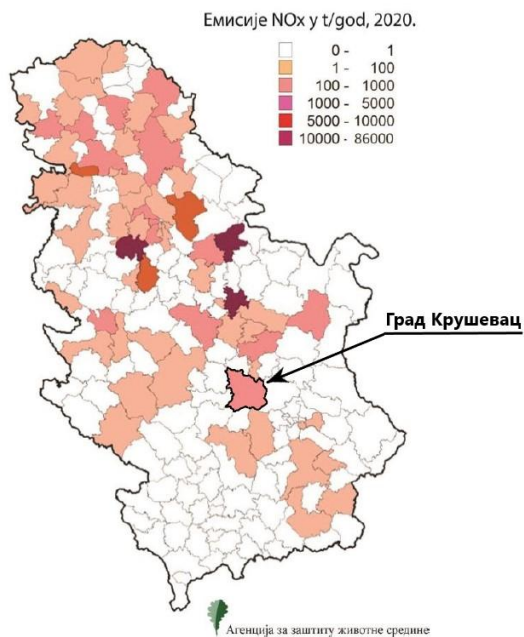 Емисије NOx у t/god, 2020.
0 - 1
1 - 100
100 - 1000
1000 - 5000
5000 - 10000
10000 - 86000
Град Крушевац
Агенција за заштиту животне средине